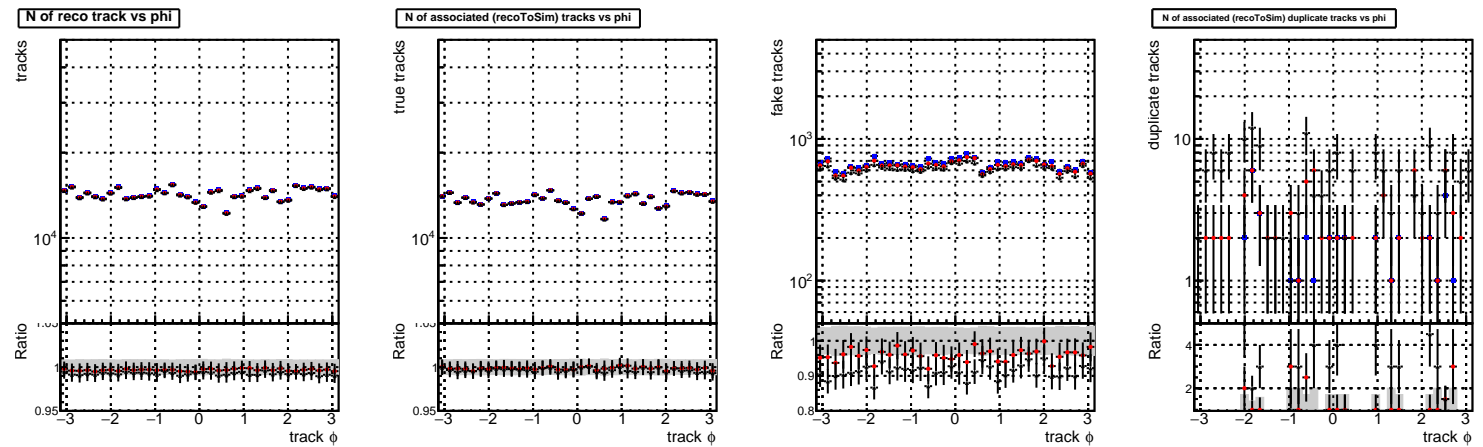 N of reco track vs phi
tracks
10⁴
Ratio
1.05
1
0.95
−3 −2 −1 0 1 2 3
track ϕ
N of associated (recoToSim) tracks vs phi
true tracks
10⁴
Ratio
1.05
1
0.95
−3 −2 −1 0 1 2 3
track ϕ
fake tracks
10³
10²
Ratio
1
0.9
0.8
−3 −2 −1 0 1 2 3
track ϕ
N of associated (recoToSim) duplicate tracks vs phi
duplicate tracks
10
1
Ratio
4
2
−3 −2 −1 0 1 2 3
track ϕ